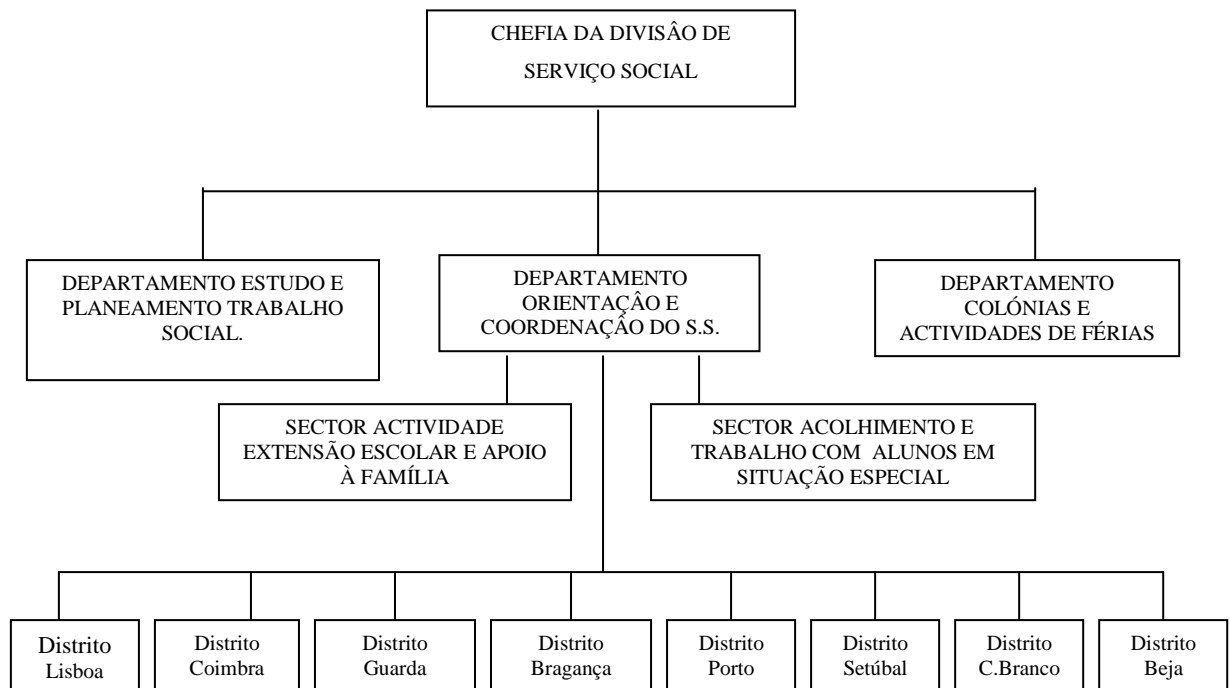 CHEFIA DA DIVISÂO DE
SERVIÇO SOCIAL
DEPARTAMENTO ESTUDO E
PLANEAMENTO TRABALHO
SOCIAL.
DEPARTAMENTO
ORIENTAÇÂO E
COORDENAÇÃO DO S.S.
DEPARTAMENTO
COLÓNIAS E
ACTIVIDADES DE FÉRIAS
SECTOR ACTIVIDADE
EXTENSÃO ESCOLAR E APOIO
À FAMÍLIA
SECTOR ACOLHIMENTO E
TRABALHO COM ALUNOS EM
SITUAÇÃO ESPECIAL
Distrito
Lisboa
Distrito
Coimbra
Distrito
Guarda
Distrito
Bragança
Distrito
Porto
Distrito
Setúbal
Distrito
C.Branco
Distrito
Beja